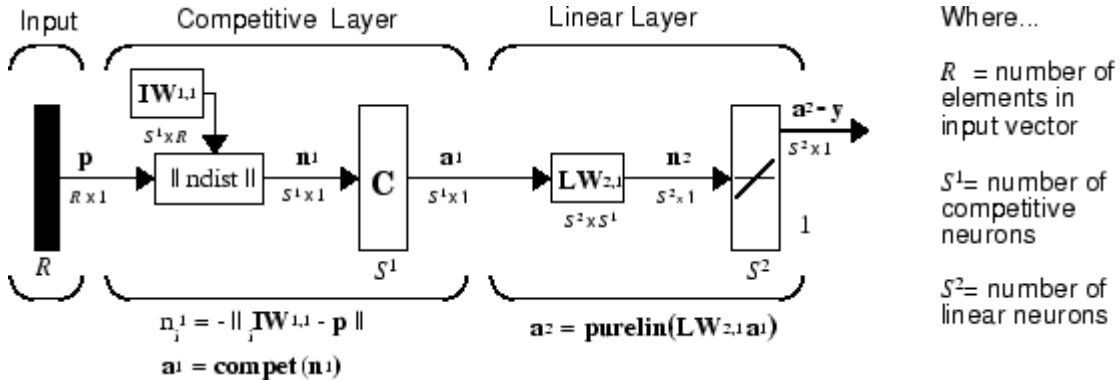 Input
Competitive Layer
Linear Layer
IW1,1
S¹xR
p
Rx1
|| ndist ||
n1
S¹x1
C
a1
S¹x1
LW2,1
S²xS¹
n2
S²x1
a²-y
S²x1
1
R
S¹
S²
nᵢ¹ = - || ᵢIW1,1 - p ||
a1 = compet(n1)
a2 = purelin(LW2,1a1)
Where...
R = number of
elements in
input vector
S¹= number of
competitive
neurons
S²= number of
linear neurons